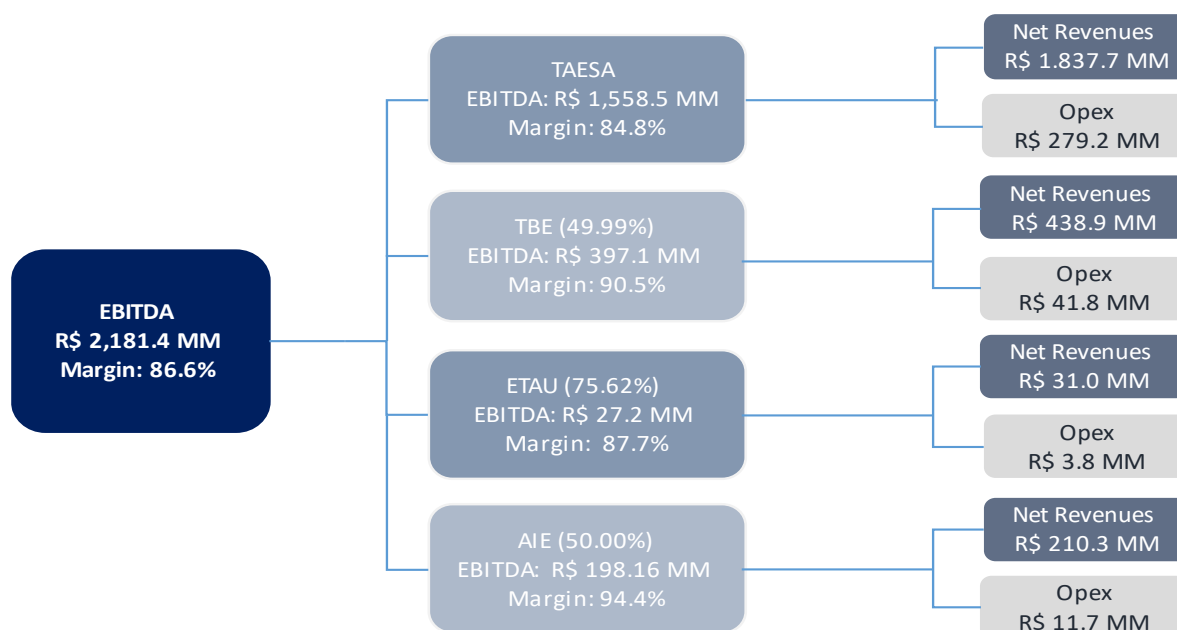 EBITDA
R$ 2,181.4 MM
Margin: 86.6%
TAESA
EBITDA: R$ 1,558.5 MM
Margin: 84.8%
Net Revenues
R$ 1.837.7 MM
Opex
R$ 279.2 MM
TBE (49.99%)
EBITDA: R$ 397.1 MM
Margin: 90.5%
Net Revenues
R$ 438.9 MM
Opex
R$ 41.8 MM
ETAU (75.62%)
EBITDA: R$ 27.2 MM
Margin: 87.7%
Net Revenues
R$ 31.0 MM
Opex
R$ 3.8 MM
AIE (50.00%)
EBITDA: R$ 198.16 MM
Margin: 94.4%
Net Revenues
R$ 210.3 MM
Opex
R$ 11.7 MM